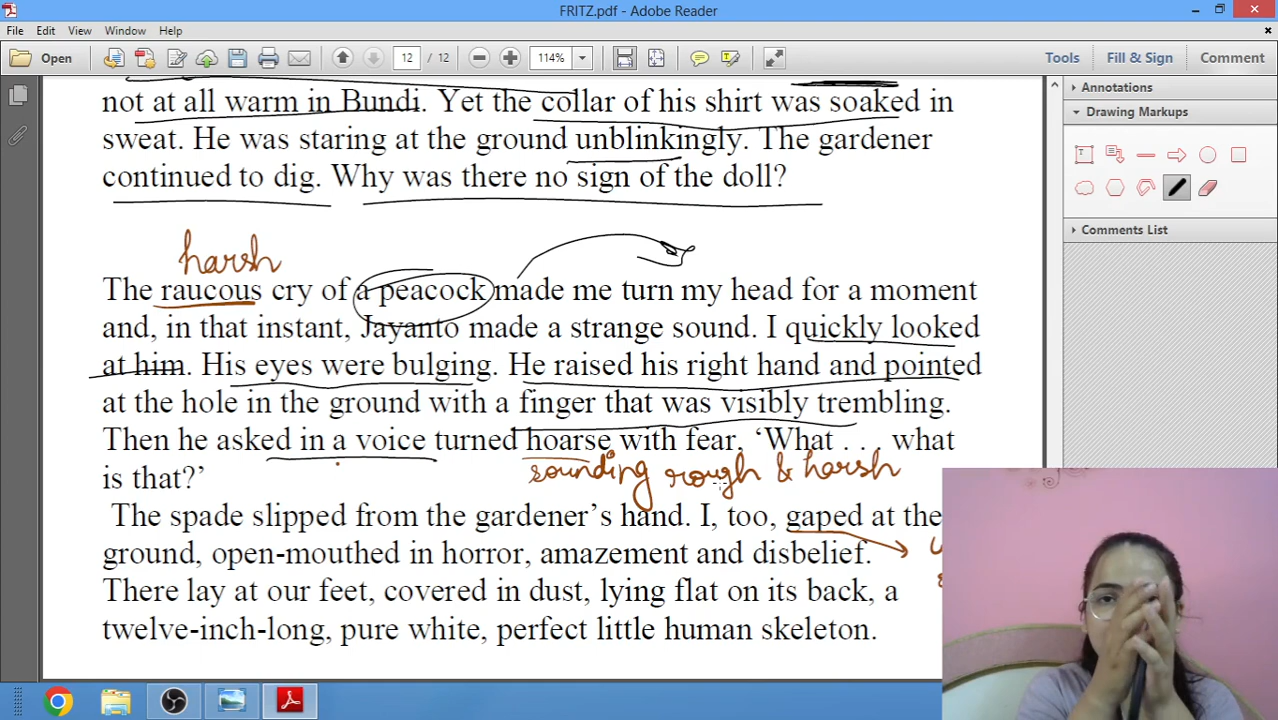 FRITZ.pdf - Adobe Reader
File Edit View Window Help
Open 12 / 12 114% Tools Fill & Sign Comment
Annotations
Drawing Markups
Comments List
not at all warm in Bundi. Yet the collar of his shirt was soaked in
sweat. He was staring at the ground unblinkingly. The gardener
continued to dig. Why was there no sign of the doll?
harsh
The raucous cry of a peacock made me turn my head for a moment
and, in that instant, Jayanto made a strange sound. I quickly looked
at him. His eyes were bulging. He raised his right hand and pointed
at the hole in the ground with a finger that was visibly trembling.
Then he asked in a voice turned hoarse with fear, ‘What . . . what
sounding rough & harsh
is that?’
The spade slipped from the gardener’s hand. I, too, gaped at the
ground, open-mouthed in horror, amazement and disbelief.
There lay at our feet, covered in dust, lying flat on its back, a
twelve-inch-long, pure white, perfect little human skeleton.